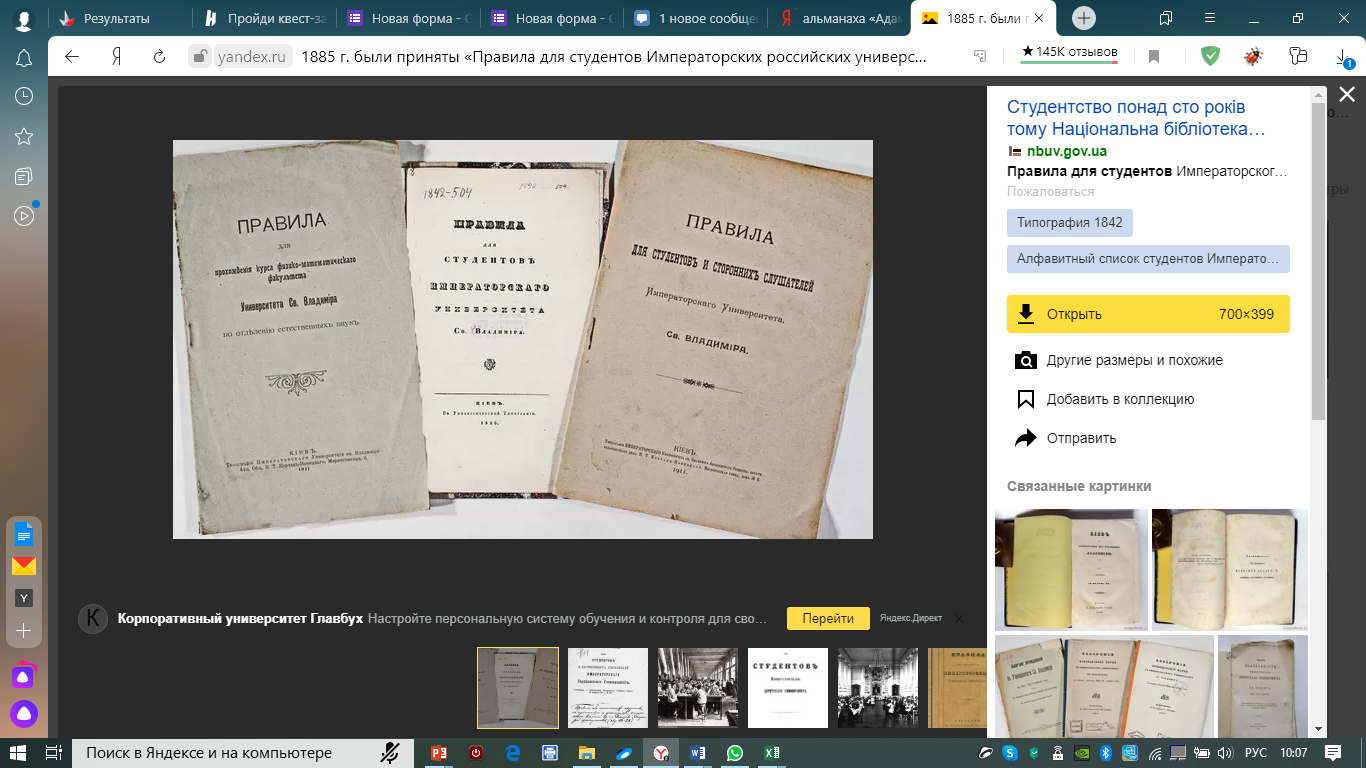 Результаты
Пройди квест-за
Новая форма - G
Новая форма - G
1 новое сообще
альманаха «Ада
1885 г. были п
yandex.ru
1885 г. были приняты «Правила для студентов Императорских российских универс...
★145К отзывов
1
ПРАВИЛА
для
прохожденія курса физико-математическаго
факультета
Университета Св. Владиміра
по отдѣленію естественныхъ наукъ
КІЕВЪ.
1911
1842-504
ПРАВИЛА
ДЛЯ
СТУДЕНТОВЪ
ИМПЕРАТОРСКАГО
УНИВЕРСИТЕТА
Св. Владиміра.
КІЕВЪ.
Въ Университетской Типографіи.
ПРАВИЛА
ДЛЯ СТУДЕНТОВЪ И СТОРОННИХЪ СЛУШАТЕЛЕЙ
Императорскаго Университета
Св. ВЛАДИМІРА.
КІЕВЪ.
1911.
Студентство понад сто років
тому Національна бібліотека...
nbuv.gov.ua
Правила для студентов Императорског...
Пожаловаться
Типография 1842
Алфавитный список студентов Императо...
Открыть 700×399
Другие размеры и похожие
Добавить в коллекцию
Отправить
Связанные картинки
К
Корпоративный университет Главбух Настройте персональную систему обучения и контроля для сво...
Перейти
Яндекс.Директ
СТУДЕНТОВЪ
Y
Поиск в Яндексе и на компьютере
РУС
10:07